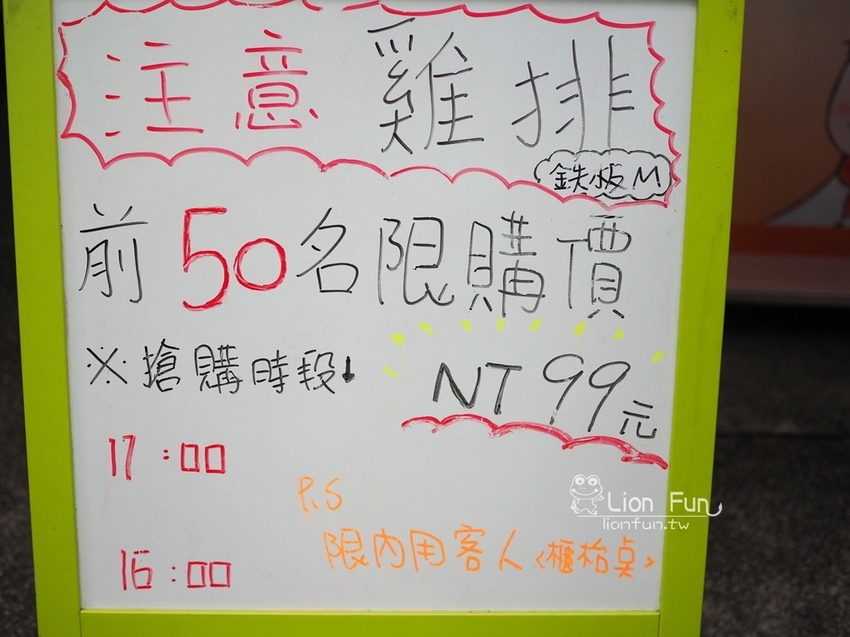 注意 雞排
鉄板M
前50名限購價
※搶購時段↓
NT 99元
17:00
P.S
限內用客人<櫃枱桌>
16:00
Lion Fun
lionfun.tw